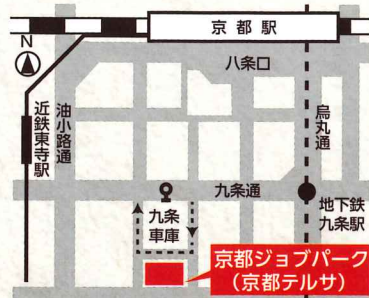 京都駅
N
八条口
近鉄東寺駅
油小路通
烏丸通
九条通
九条
車庫
地下鉄
九条駅
京都ジョブパーク
(京都テルサ)